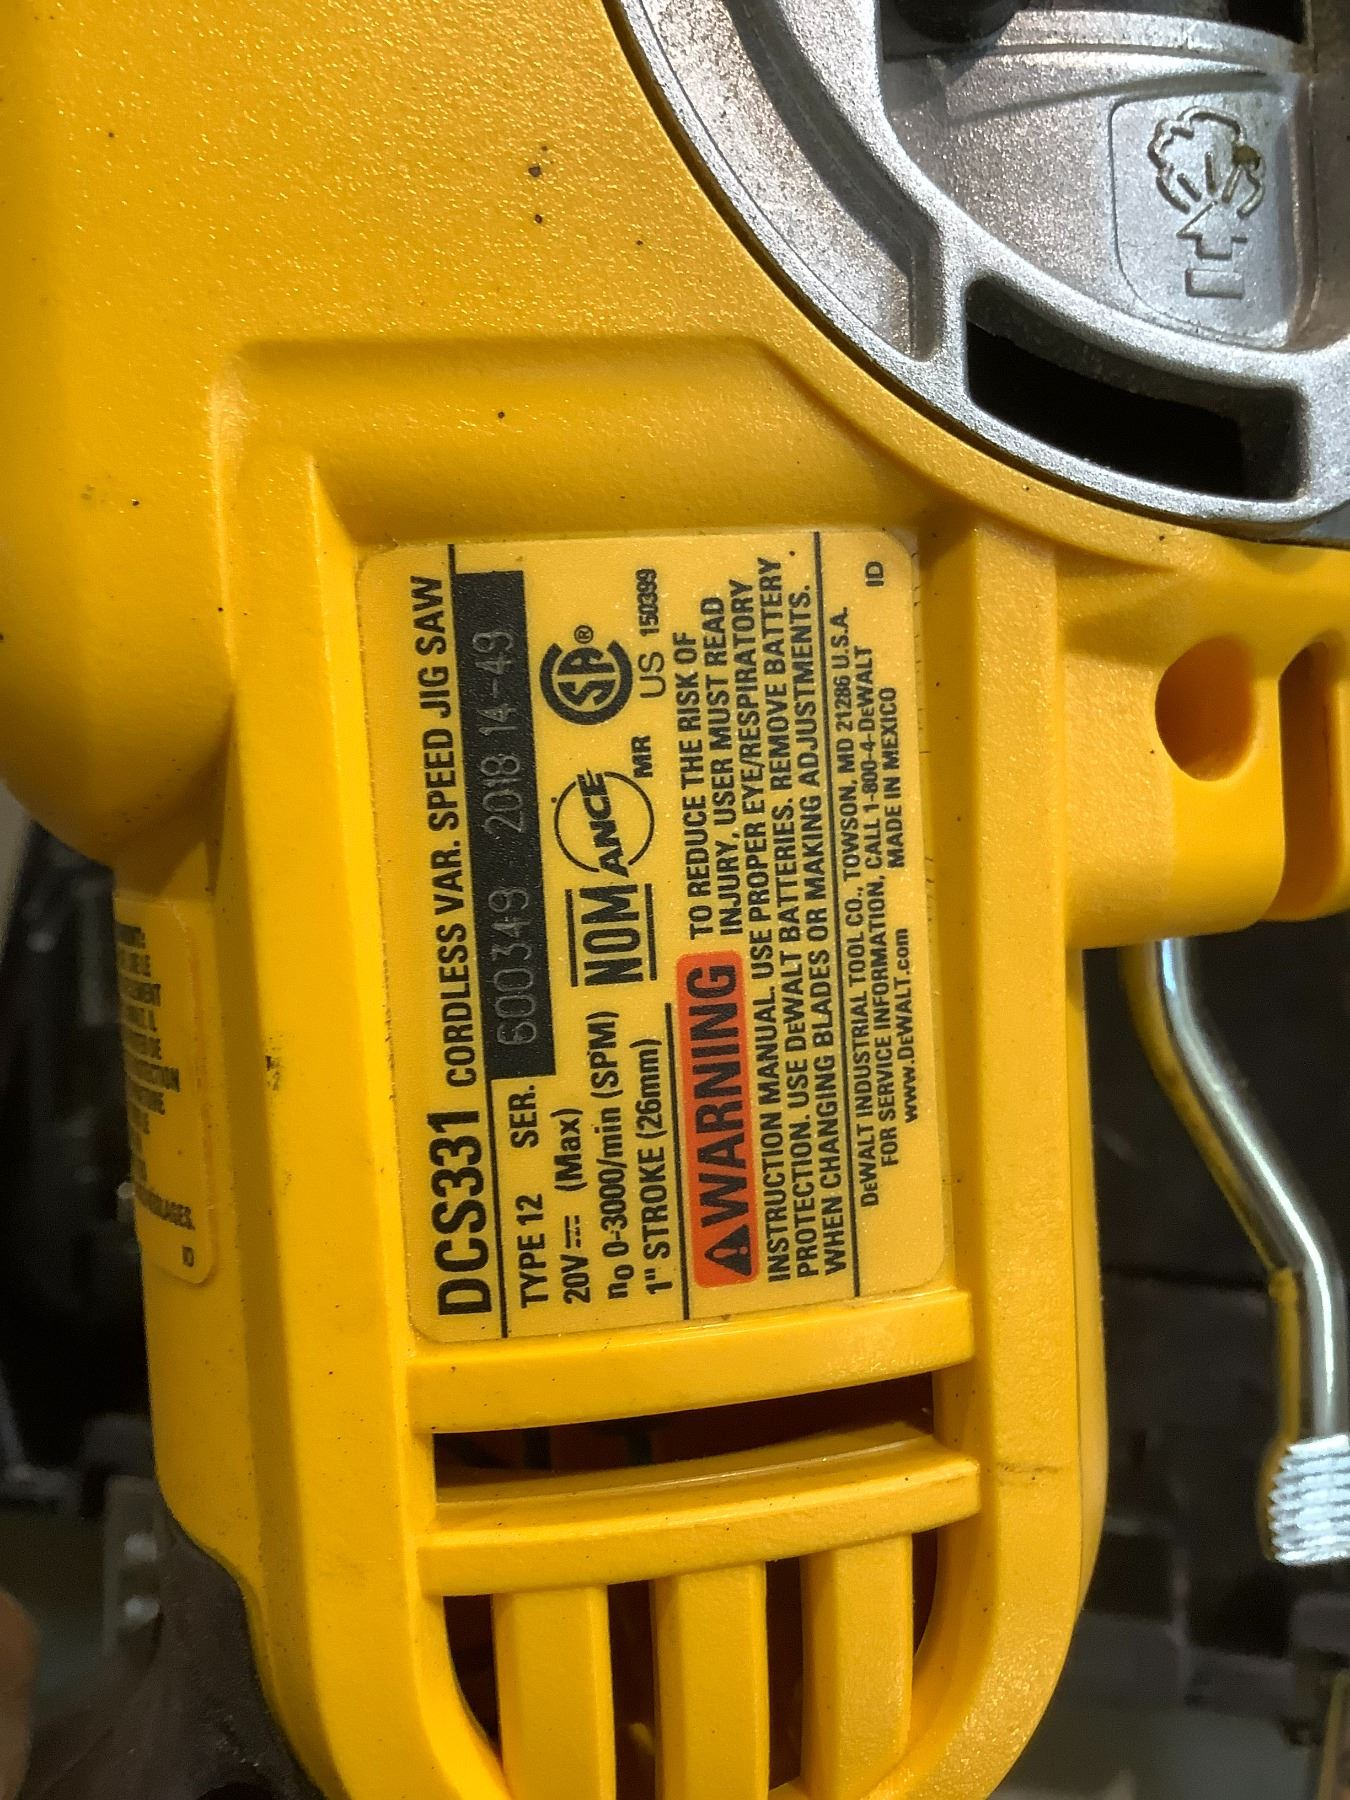 DCS331 CORDLESS VAR. SPEED JIG SAW
TYPE 12 SER. 600349 2018 14-49
20V (Max)
n0 0-3000/min (SPM)
1" STROKE (26mm)
NOM ANCE
MR
SA®
US 150399
WARNING TO REDUCE THE RISK OF
INJURY, USER MUST READ
INSTRUCTION MANUAL. USE PROPER EYE/RESPIRATORY
PROTECTION. USE DEWALT BATTERIES. REMOVE BATTERY
WHEN CHANGING BLADES OR MAKING ADJUSTMENTS.
DEWALT INDUSTRIAL TOOL CO., TOWSON, MD 21286 U.S.A.
FOR SERVICE INFORMATION, CALL 1-800-4-DEWALT
www.DEWALT.com MADE IN MEXICO
ID
ID